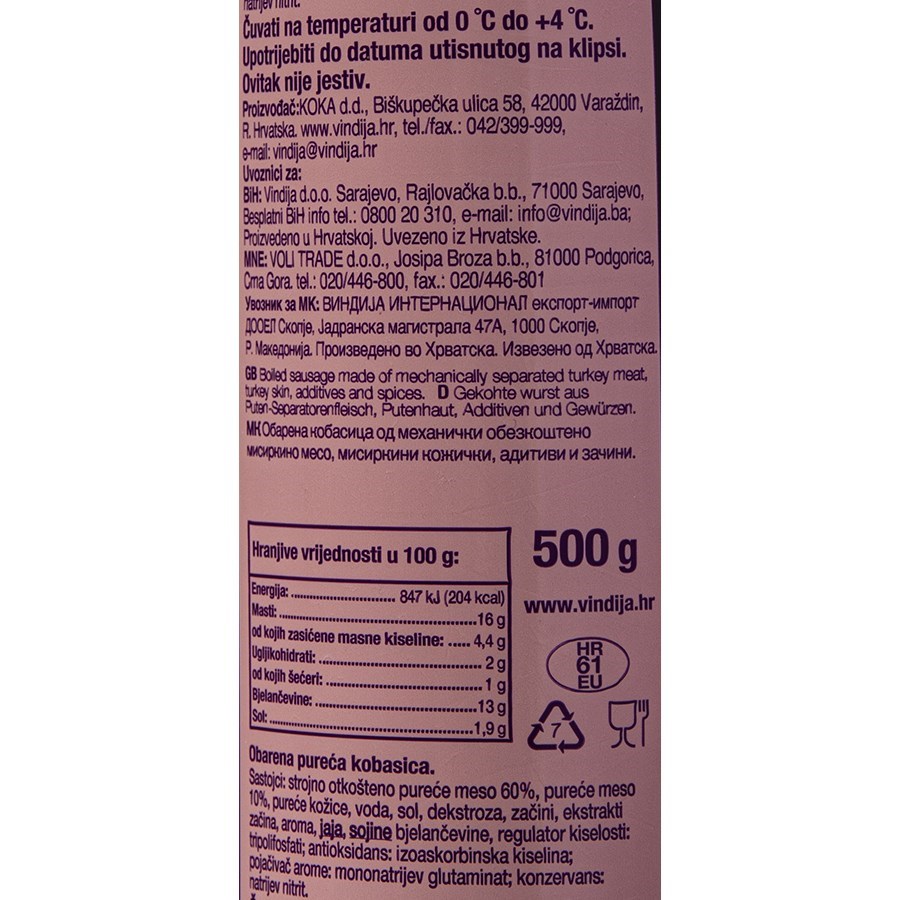 natrijev nitrit.
Čuvati na temperaturi od 0 °C do +4 °C.
Upotrijebiti do datuma utisnutog na klipsi.
Ovitak nije jestiv.
Proizvođač:KOKA d.d., Biškupečka ulica 58, 42000 Varaždin,
R. Hrvatska. www.vindija.hr, tel./fax.: 042/399-999,
e-mail: vindija@vindija.hr
Uvoznici za:
BiH: Vindija d.o.o. Sarajevo, Rajlovačka b.b., 71000 Sarajevo,
Besplatni BiH info tel.: 0800 20 310, e-mail: info@vindija.ba;
Proizvedeno u Hrvatskoj. Uvezeno iz Hrvatske.
MNE: VOLI TRADE d.o.o., Josipa Broza b.b., 81000 Podgorica,
Crna Gora. tel.: 020/446-800, fax.: 020/446-801
Увозник за МК: ВИНДИЈА ИНТЕРНАЦИОНАЛ експорт-импорт
ДООЕЛ Скопје, Јадранска магистрала 47А, 1000 Скопје,
Р. Македонија. Произведено во Хрватска. Извезено од Хрватска.
GB Boiled sausage made of mechanically separated turkey meat,
turkey skin, additives and spices. D Gekohte wurst aus
Puten-Separatorenfleisch, Putenhaut, Additiven und Gewürzen.
МК Обарена кобасица од механички обезкоштено
мисиркино месо, мисиркини кожички, адитиви и зачини.
Hranjive vrijednosti u 100 g:
Energija: .......................... 847 kJ (204 kcal)
Masti: .................................................. 16 g
od kojih zasićene masne kiseline: ..... 4,4 g
Ugljikohidrati: ........................................ 2 g
od kojih šećeri: ...................................... 1 g
Bjelančevine: ........................................ 13 g
Sol: .................................................... 1,9 g
500 g
www.vindija.hr
HR
61
EU
7
Obarena pureća kobasica.
Sastojci: strojno otkošteno pureće meso 60%, pureće meso
10%, pureće kožice, voda, sol, dekstroza, začini, ekstrakti
začina, aroma, jaja, sojine bjelančevine, regulator kiselosti:
tripolifosfati; antioksidans: izoaskorbinska kiselina;
pojačivač arome: mononatrijev glutaminat; konzervans:
natrijev nitrit.